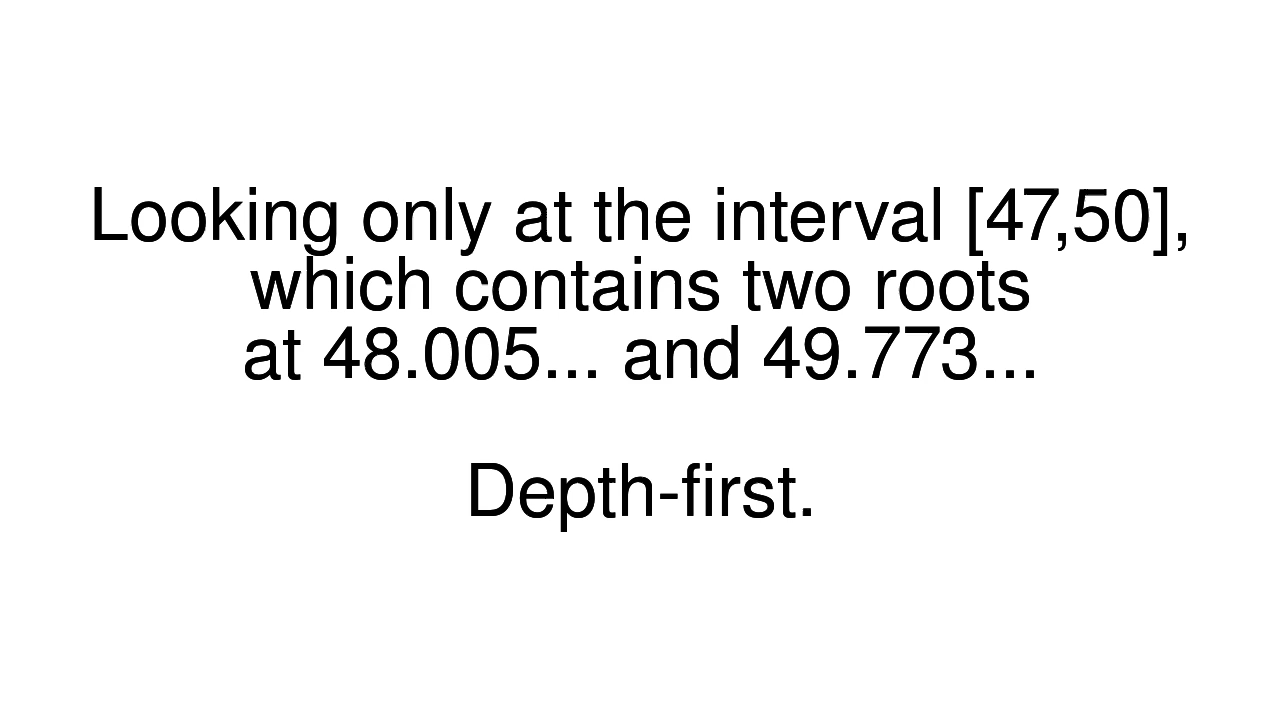 Looking only at the interval [47,50],
which contains two roots
at 48.005... and 49.773...
Depth-first.